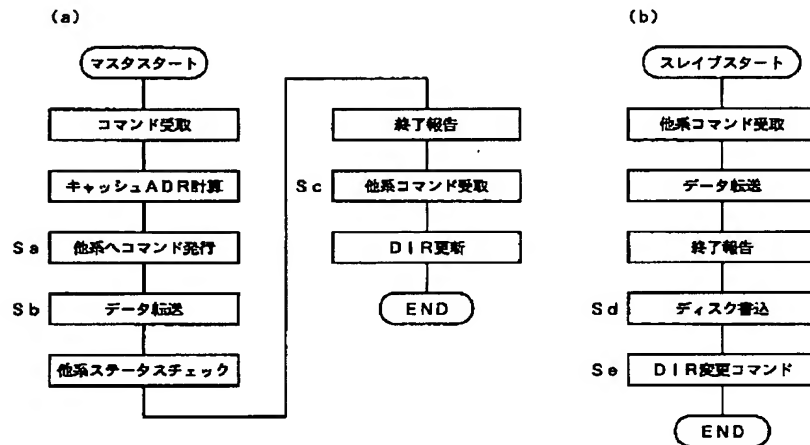 (a)
マスタスタート
コマンド受取
キャッシュADR計算
Sa 他系へコマンド発行
Sb データ転送
他系ステータスチェック
終了報告
Sc 他系コマンド受取
DIR更新
END
(b)
スレイブスタート
他系コマンド受取
データ転送
終了報告
Sd ディスク書込
Se DIR変更コマンド
END